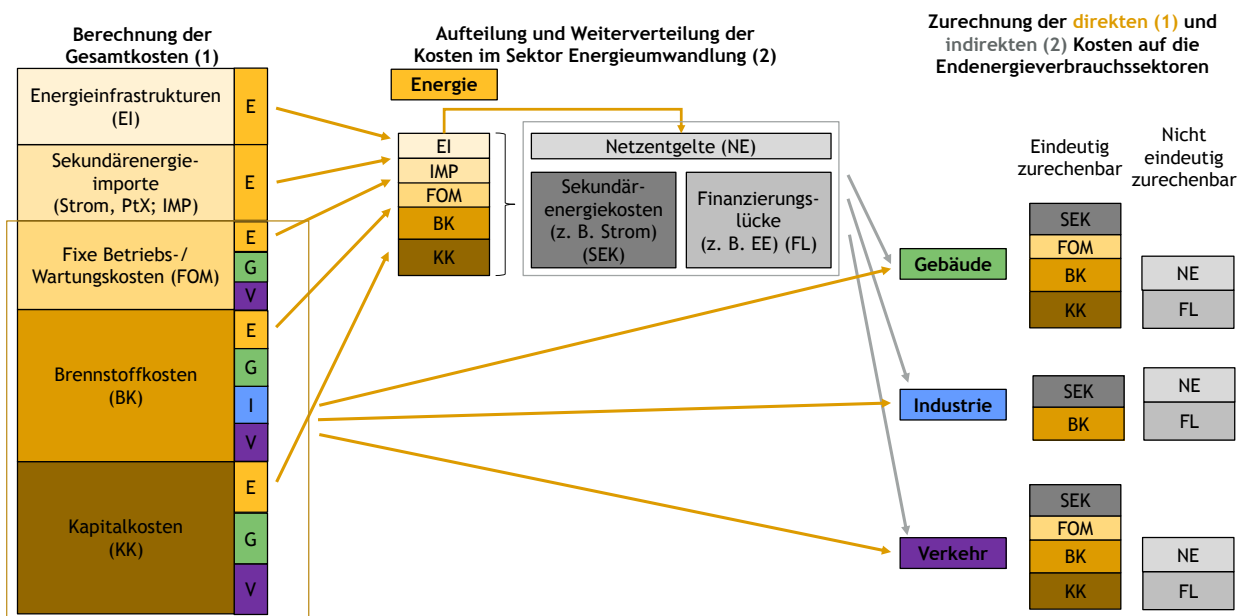 Berechnung der
Gesamtkosten (1)
Energieinfrastrukturen
(EI)
E
Sekundärenergie-
importe
(Strom, PtX; IMP)
E
Fixe Betriebs-/
Wartungskosten (FOM)
E
G
V
Brennstoffkosten
(BK)
E
G
I
V
Kapitalkosten
(KK)
E
G
V
Aufteilung und Weiterverteilung der
Kosten im Sektor Energieumwandlung (2)
Energie
EI
IMP
FOM
BK
KK
Netzentgelte (NE)
Sekundär-
energiekosten
(z. B. Strom)
(SEK)
Finanzierungs-
lücke
(z. B. EE) (FL)
Zurechnung der direkten (1) und
indirekten (2) Kosten auf die
Endenergieverbrauchssektoren
Eindeutig
zurechenbar
Nicht
eindeutig
zurechenbar
Gebäude
SEK
FOM
BK
KK
NE
FL
Industrie
SEK
BK
NE
FL
Verkehr
SEK
FOM
BK
KK
NE
FL